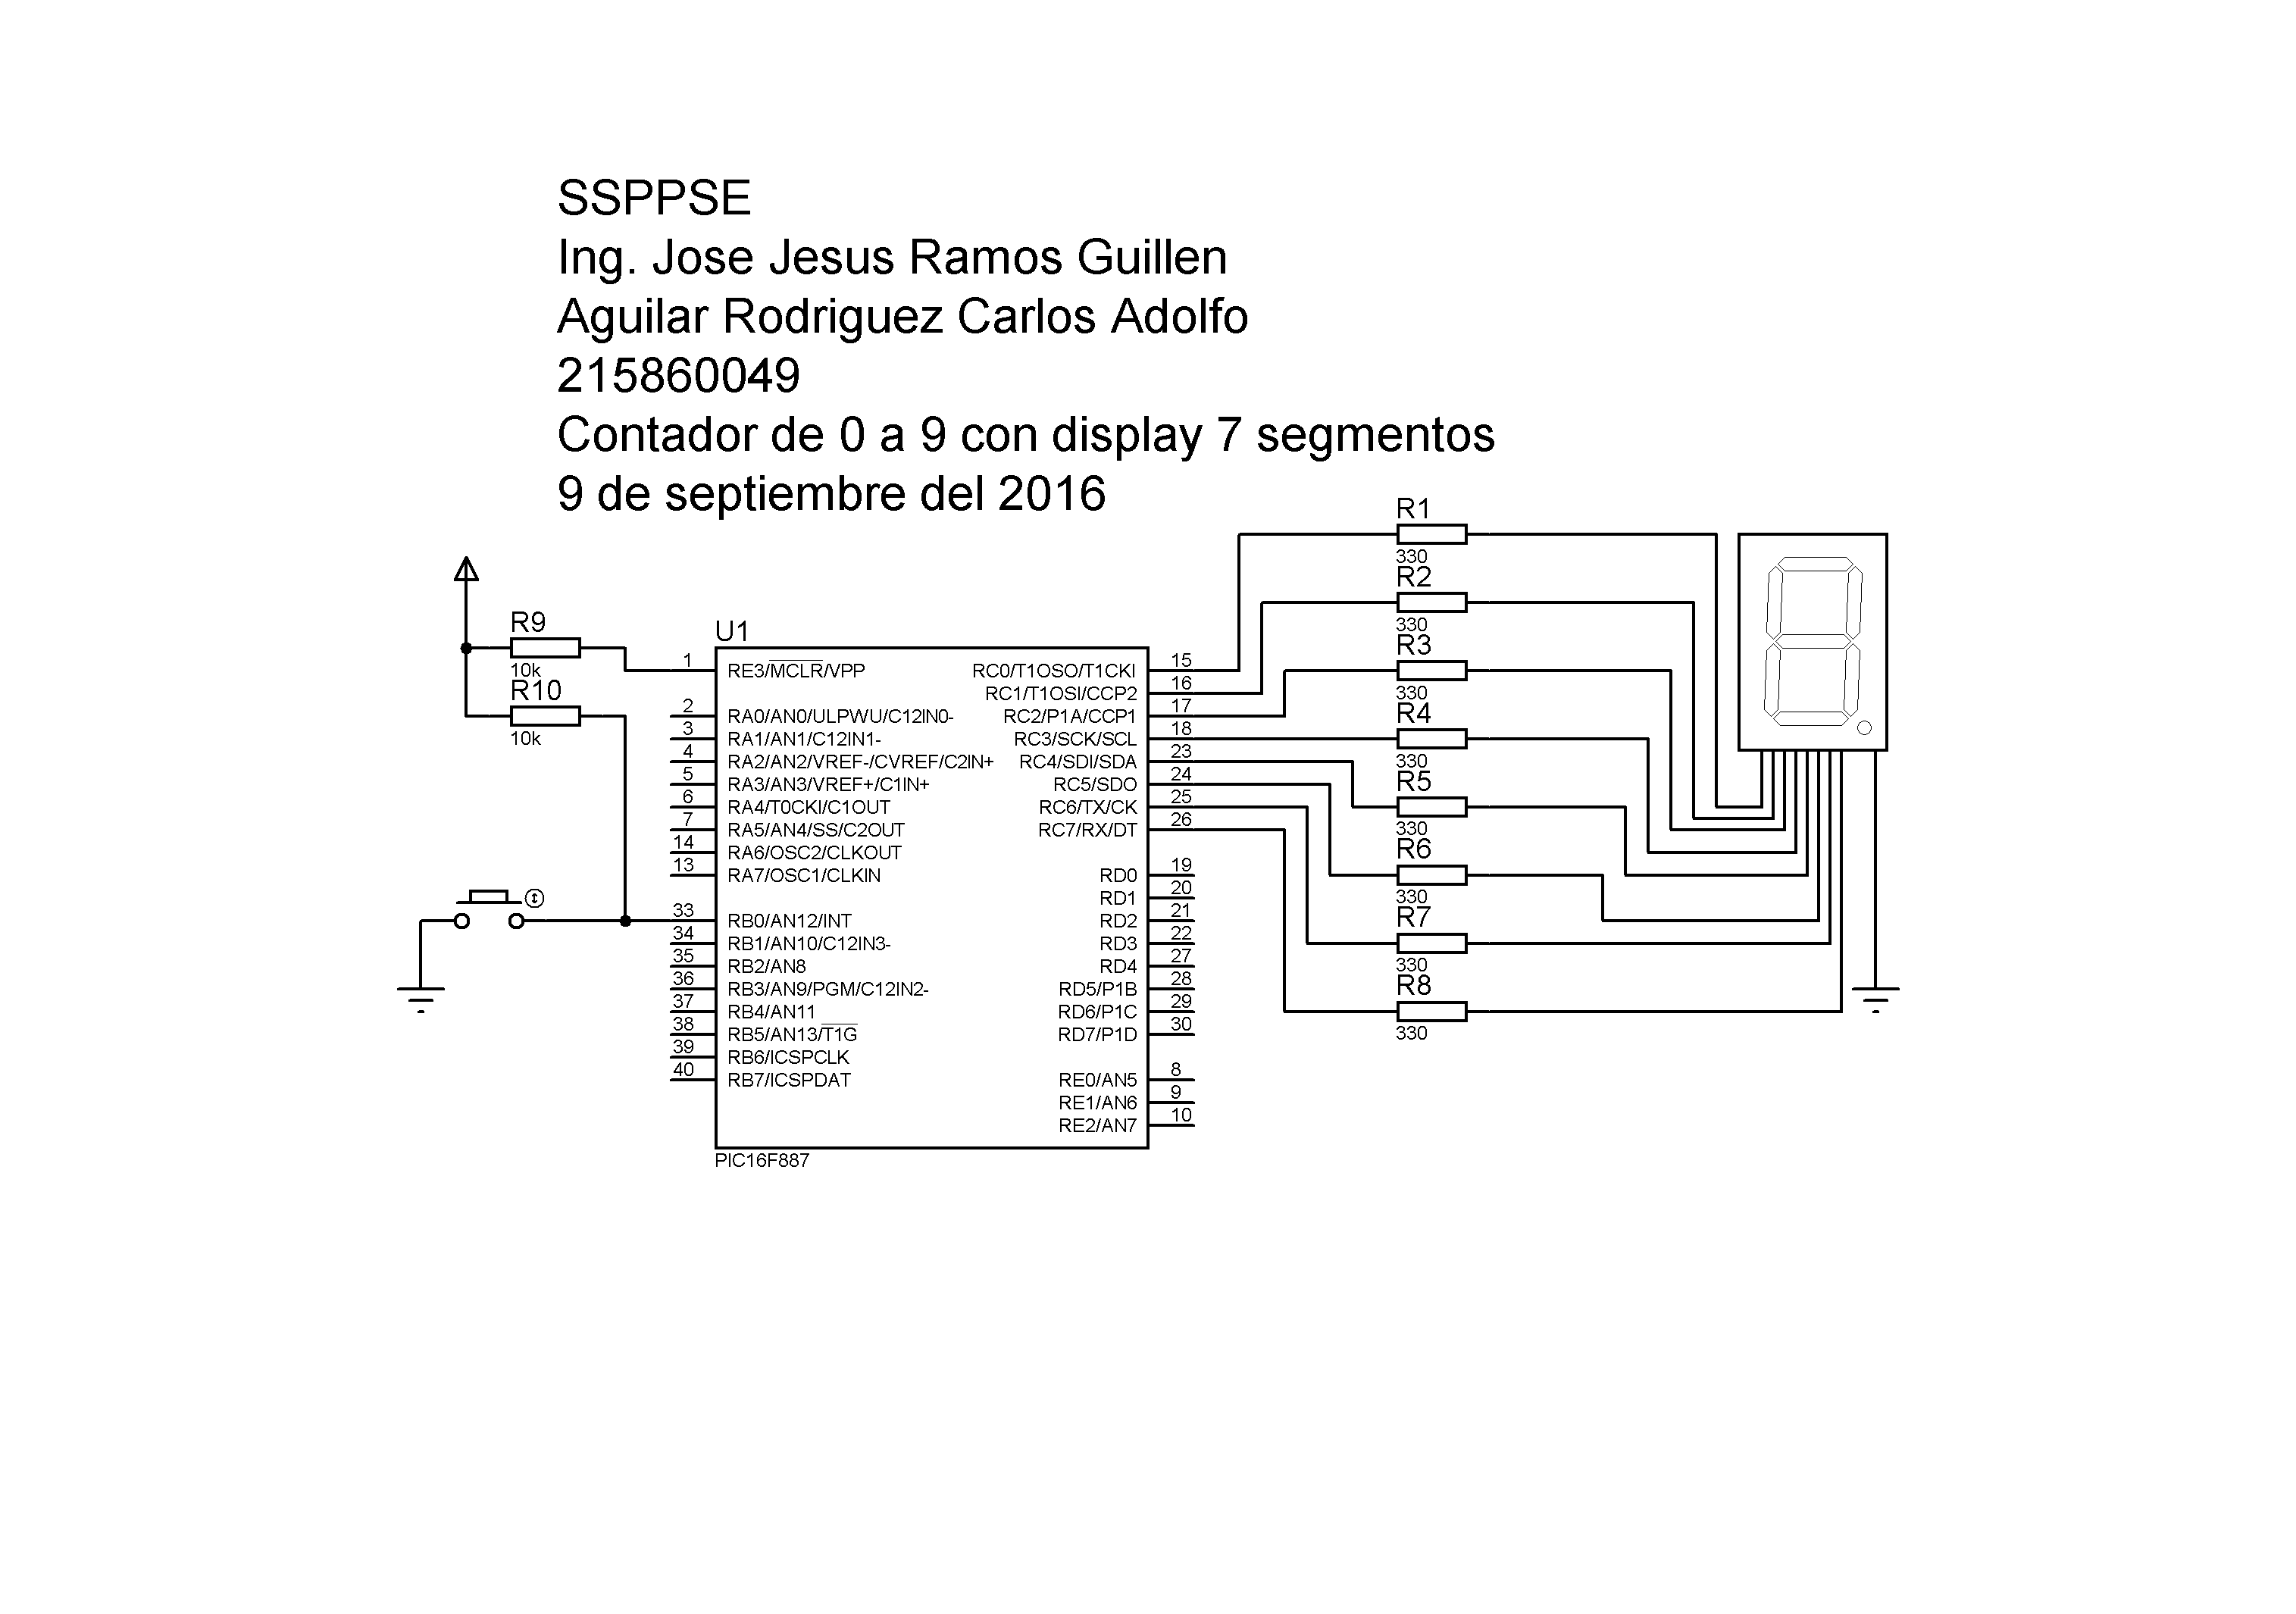 SSPPSE
Ing. Jose Jesus Ramos Guillen
Aguilar Rodriguez Carlos Adolfo
215860049
Contador de 0 a 9 con display 7 segmentos
9 de septiembre del 2016
R1
330
R2
330
R3
330
R4
330
R5
330
R6
330
R7
330
R8
330
R9
10k
R10
10k
U1
1 RE3/MCLR/VPP
2 RA0/AN0/ULPWU/C12IN0-
3 RA1/AN1/C12IN1-
4 RA2/AN2/VREF-/CVREF/C2IN+
5 RA3/AN3/VREF+/C1IN+
6 RA4/T0CKI/C1OUT
7 RA5/AN4/SS/C2OUT
14 RA6/OSC2/CLKOUT
13 RA7/OSC1/CLKIN
33 RB0/AN12/INT
34 RB1/AN10/C12IN3-
35 RB2/AN8
36 RB3/AN9/PGM/C12IN2-
37 RB4/AN11
38 RB5/AN13/T1G
39 RB6/ICSPCLK
40 RB7/ICSPDAT
RC0/T1OSO/T1CKI 15
RC1/T1OSI/CCP2 16
RC2/P1A/CCP1 17
RC3/SCK/SCL 18
RC4/SDI/SDA 23
RC5/SDO 24
RC6/TX/CK 25
RC7/RX/DT 26
RD0 19
RD1 20
RD2 21
RD3 22
RD4 27
RD5/P1B 28
RD6/P1C 29
RD7/P1D 30
RE0/AN5 8
RE1/AN6 9
RE2/AN7 10
PIC16F887